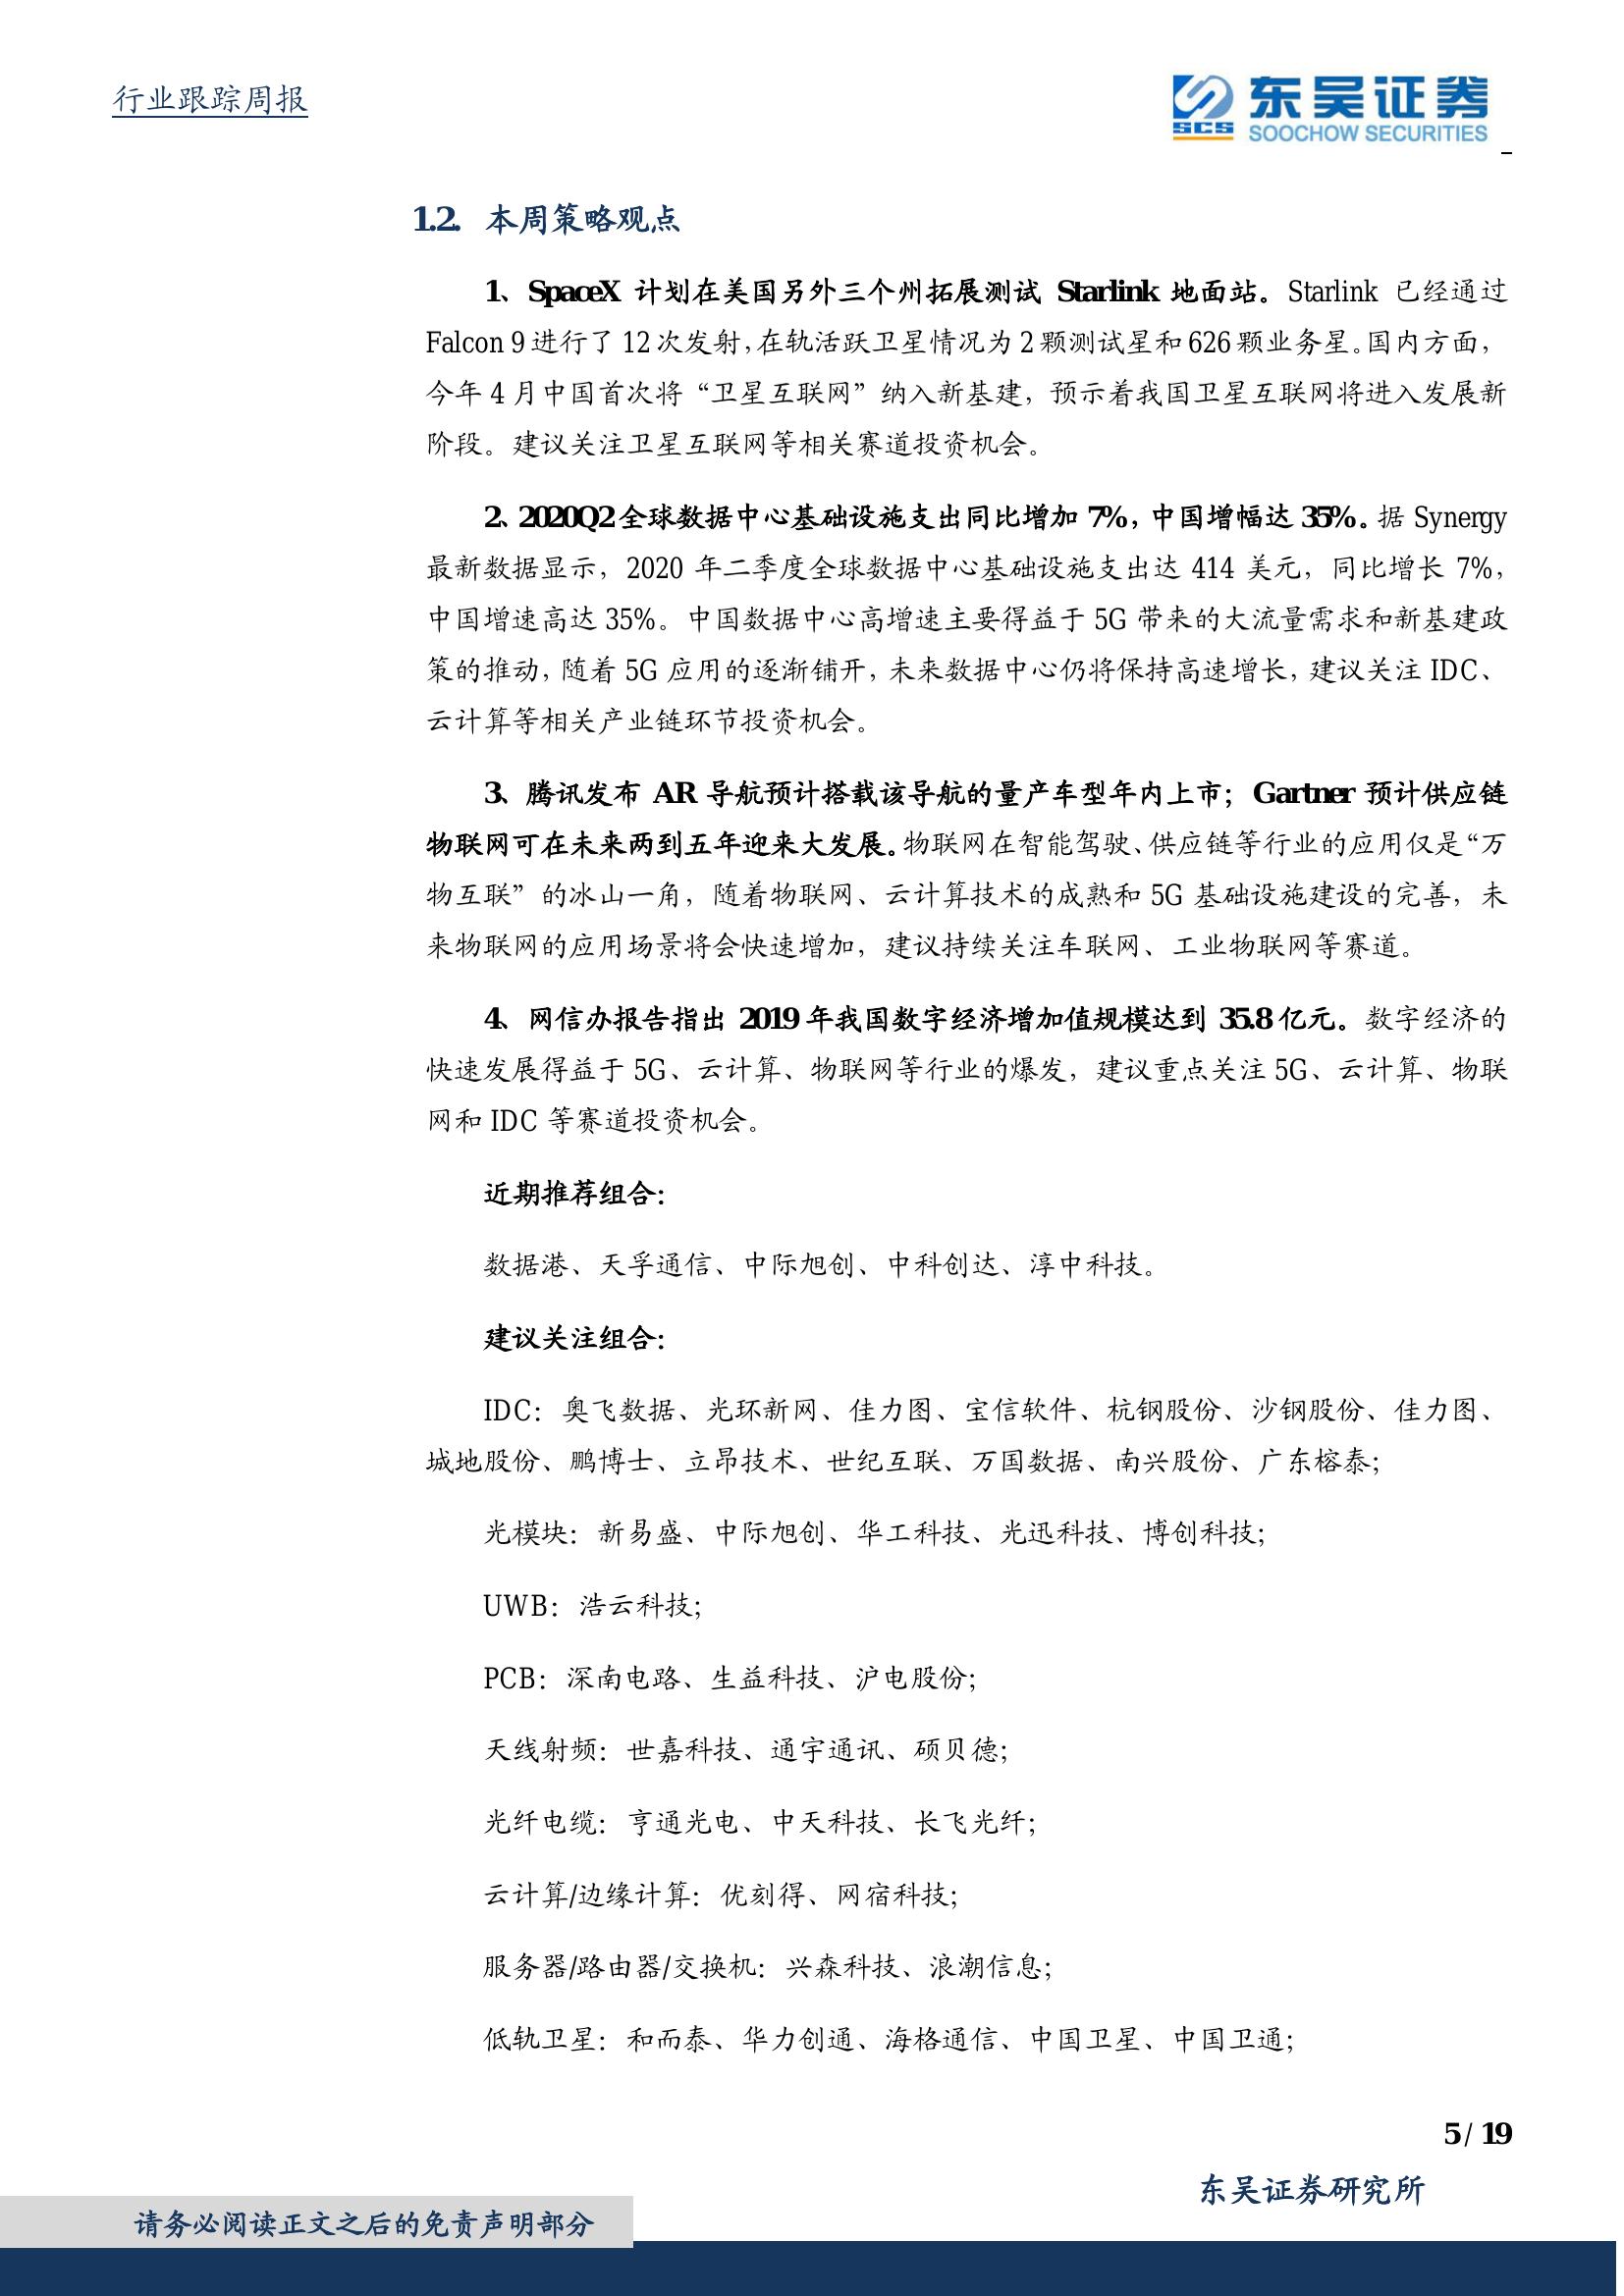 行业跟踪周报
SCS
东吴证券
SOOCHOW SECURITIES
1.2. 本周策略观点
1、SpaceX 计划在美国另外三个州拓展测试 Starlink 地面站。Starlink 已经通过
Falcon 9 进行了 12 次发射，在轨活跃卫星情况为 2 颗测试星和 626 颗业务星。国内方面，
今年 4 月中国首次将“卫星互联网”纳入新基建，预示着我国卫星互联网将进入发展新
阶段。建议关注卫星互联网等相关赛道投资机会。
2、2020Q2 全球数据中心基础设施支出同比增加 7%，中国增幅达 35%。据 Synergy
最新数据显示，2020 年二季度全球数据中心基础设施支出达 414 美元，同比增长 7%，
中国增速高达 35%。中国数据中心高增速主要得益于 5G 带来的大流量需求和新基建政
策的推动，随着 5G 应用的逐渐铺开，未来数据中心仍将保持高速增长，建议关注 IDC、
云计算等相关产业链环节投资机会。
3、腾讯发布 AR 导航预计搭载该导航的量产车型年内上市；Gartner 预计供应链
物联网可在未来两到五年迎来大发展。物联网在智能驾驶、供应链等行业的应用仅是“万
物互联”的冰山一角，随着物联网、云计算技术的成熟和 5G 基础设施建设的完善，未
来物联网的应用场景将会快速增加，建议持续关注车联网、工业物联网等赛道。
4、网信办报告指出 2019 年我国数字经济增加值规模达到 35.8 亿元。数字经济的
快速发展得益于 5G、云计算、物联网等行业的爆发，建议重点关注 5G、云计算、物联
网和 IDC 等赛道投资机会。
近期推荐组合：
数据港、天孚通信、中际旭创、中科创达、淳中科技。
建议关注组合：
IDC：奥飞数据、光环新网、佳力图、宝信软件、杭钢股份、沙钢股份、佳力图、
城地股份、鹏博士、立昂技术、世纪互联、万国数据、南兴股份、广东榕泰；
光模块：新易盛、中际旭创、华工科技、光迅科技、博创科技；
UWB：浩云科技；
PCB：深南电路、生益科技、沪电股份；
天线射频：世嘉科技、通宇通讯、硕贝德；
光纤电缆：亨通光电、中天科技、长飞光纤；
云计算/边缘计算：优刻得、网宿科技；
服务器/路由器/交换机：兴森科技、浪潮信息；
低轨卫星：和而泰、华力创通、海格通信、中国卫星、中国卫通；
5 / 19
东吴证券研究所
请务必阅读正文之后的免责声明部分